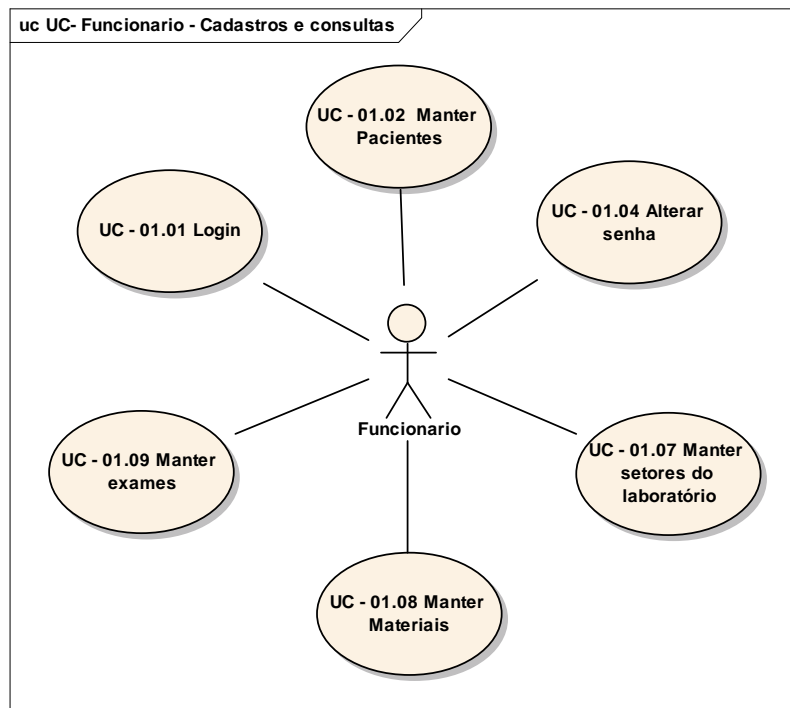 uc UC- Funcionario - Cadastros e consultas
UC - 01.02  Manter
Pacientes
UC - 01.01 Login
UC - 01.04 Alterar
senha
Funcionario
UC - 01.09 Manter
exames
UC - 01.07 Manter
setores do
laboratório
UC - 01.08 Manter
Materiais